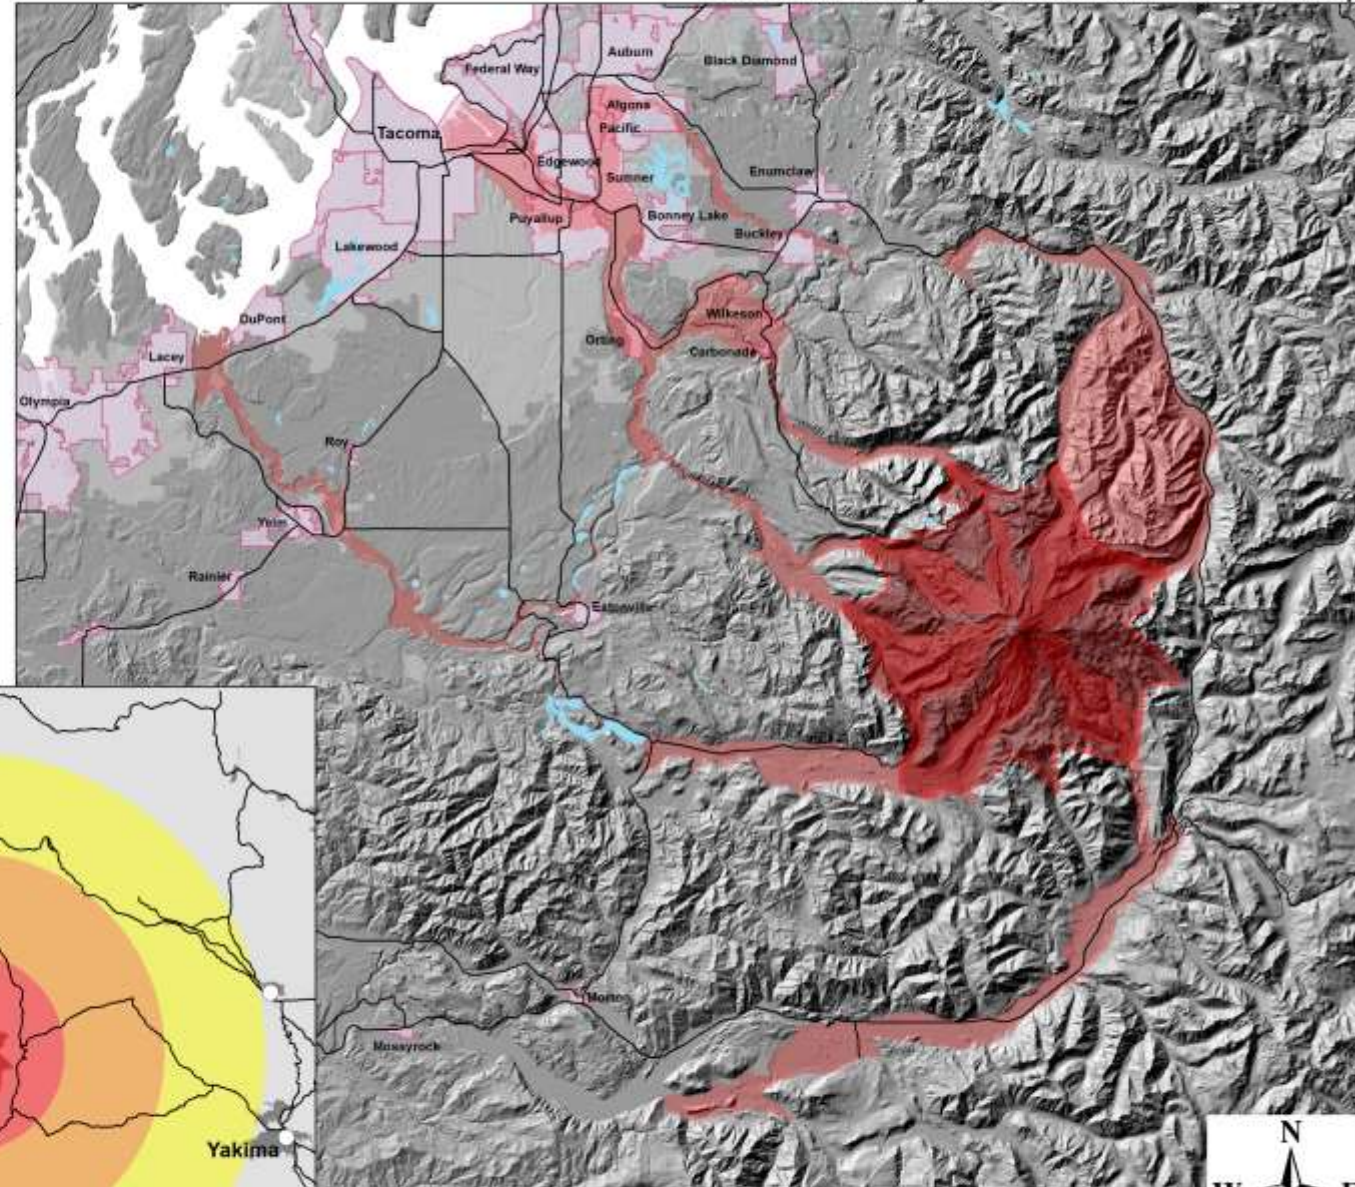 Auburn
Federal Way
Black Diamond
Algona
Tacoma
Pacific
Edgewood
Enumclaw
Sumner
Puyallup
Bonney Lake
Buckley
Lakewood
DuPont
Wilkeson
Orting
Carbonado
Lacey
Olympia
Roy
Yelm
Rainier
Eatonville
Morton
Mossyrock
Yakima
N
W
E